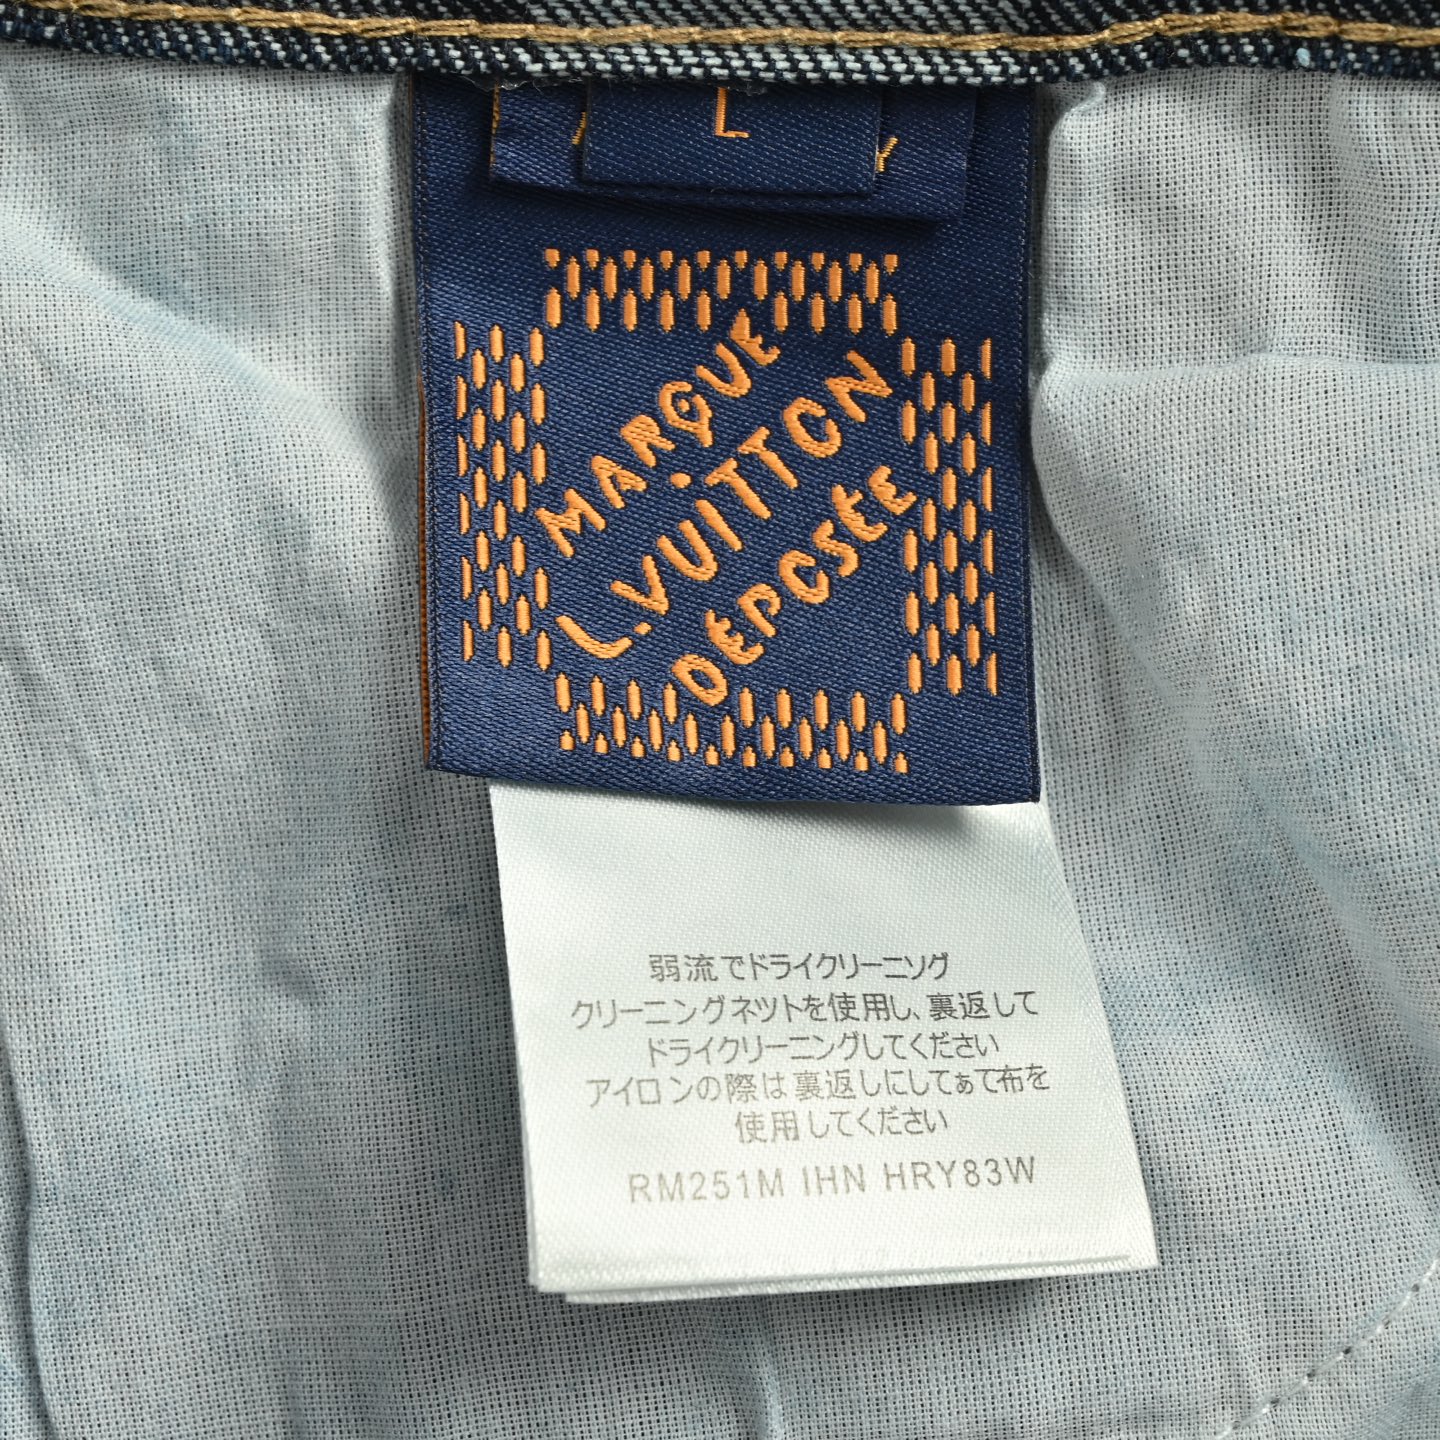 L
Y
MARQUE
L.VUITTON
DEPOSTE
弱流でドライクリーニソグ
クリーニングネットを使用し、裏返して
ドライクリーニングしてください
アイロンの際は裏返しにしてぁて布を
使用してください
RM251M IHN HRY83W